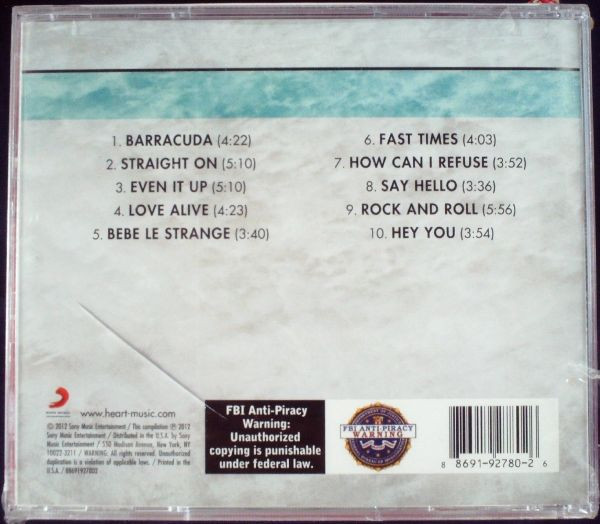 1. BARRACUDA (4:22)
2. STRAIGHT ON (5:10)
3. EVEN IT UP (5:10)
4. LOVE ALIVE (4:23)
5. BEBE LE STRANGE (3:40)
6. FAST TIMES (4:03)
7. HOW CAN I REFUSE (3:52)
8. SAY HELLO (3:36)
9. ROCK AND ROLL (5:56)
10. HEY YOU (3:54)
www.heart-music.com
© 2012 Sony Music Entertainment / This compilation ℗ 2012
Sony Music Entertainment / Distributed in the U.S.A. by Sony
Music Entertainment / 550 Madison Avenue, New York, NY
10022-3211 / WARNING: All rights reserved. Unauthorized
duplication is a violation of applicable laws. / Printed in the
U.S.A. / 88691927802
FBI Anti-Piracy
Warning:
Unauthorized
copying is punishable
under federal law.
FBI ANTI-PIRACY
WARNING
8 8691-92780-2 6